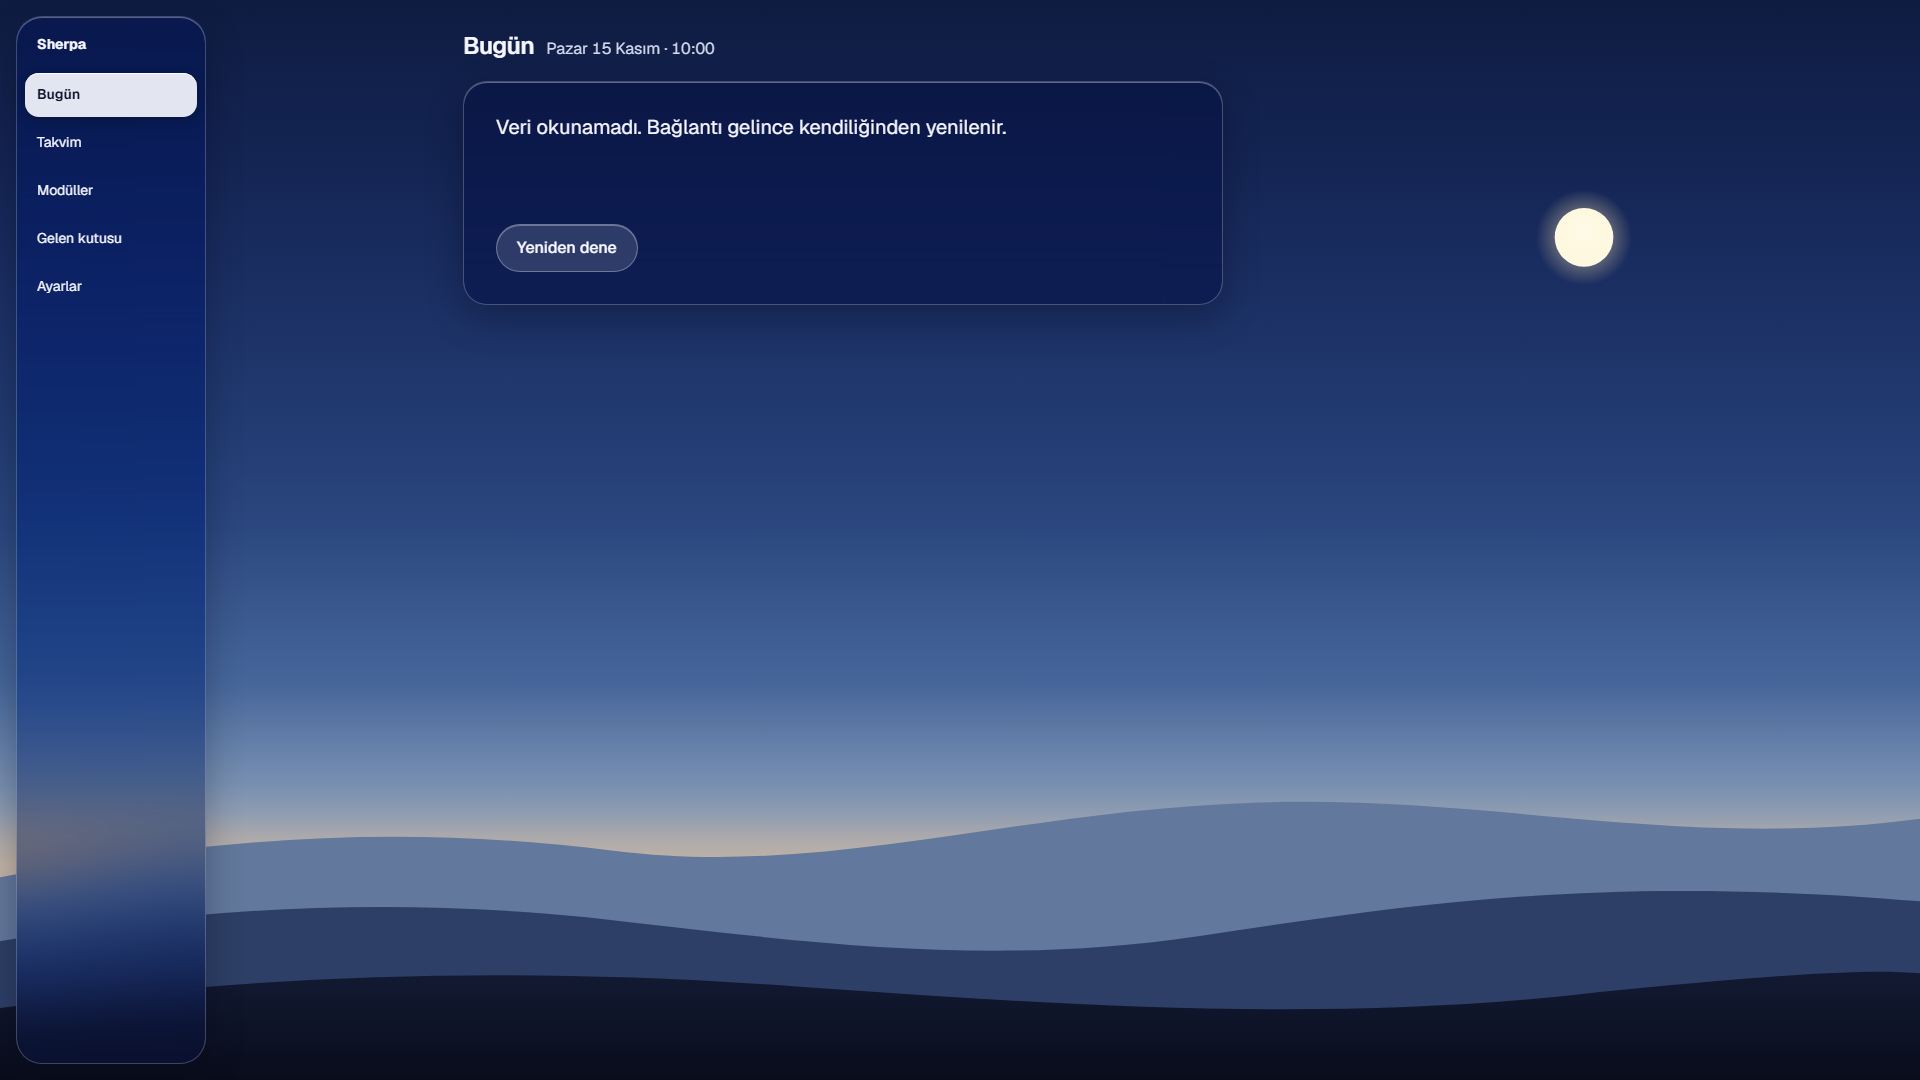 Sherpa
Bugün
Takvim
Modüller
Gelen kutusu
Ayarlar
Bugün Pazar 15 Kasım · 10:00
Veri okunamadı. Bağlantı gelince kendiliğinden yenilenir.
Yeniden dene